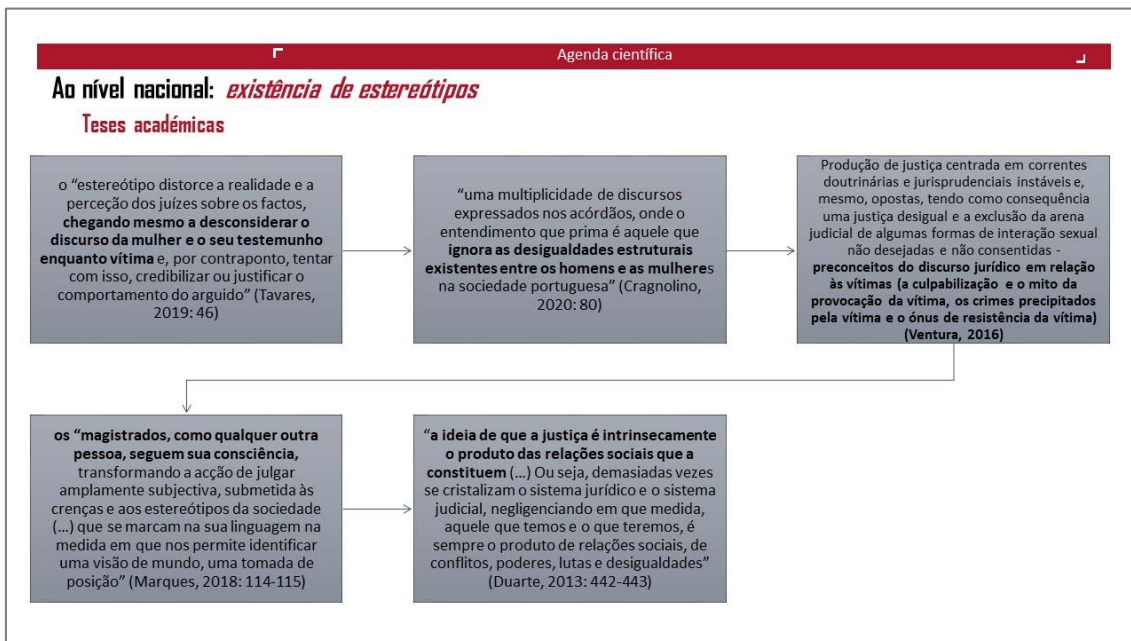 Agenda científica
Ao nível nacional: existência de estereótipos
Teses académicas
o “estereótipo distorce a realidade e a
perceção dos juízes sobre os factos,
chegando mesmo a desconsiderar o
discurso da mulher e o seu testemunho
enquanto vítima e, por contraponto, tentar
com isso, credibilizar ou justificar o
comportamento do arguido” (Tavares,
2019: 46)
“uma multiplicidade de discursos
expressados nos acórdãos, onde o
entendimento que prima é aquele que
ignora as desigualdades estruturais
existentes entre os homens e as mulheres
na sociedade portuguesa” (Cragnolino,
2020: 80)
Produção de justiça centrada em correntes
doutrinárias e jurisprudenciais instáveis e,
mesmo, opostas, tendo como consequência
uma justiça desigual e a exclusão da arena
judicial de algumas formas de interação sexual
não desejadas e não consentidas -
preconceitos do discurso jurídico em relação
às vítimas (a culpabilização e o mito da
provocação da vítima, os crimes precipitados
pela vítima e o ónus de resistência da vítima)
(Ventura, 2016)
os “magistrados, como qualquer outra
pessoa, seguem sua consciência,
transformando a acção de julgar
amplamente subjectiva, submetida às
crenças e aos estereótipos da sociedade
(...) que se marcam na sua linguagem na
medida em que nos permite identificar
uma visão de mundo, uma tomada de
posição” (Marques, 2018: 114-115)
“a ideia de que a justiça é intrinsecamente
o produto das relações sociais que a
constituem (...) Ou seja, demasiadas vezes
se cristalizam o sistema jurídico e o sistema
judicial, negligenciando em que medida,
aquele que temos e o que teremos, é
sempre o produto de relações sociais, de
conflitos, poderes, lutas e desigualdades”
(Duarte, 2013: 442-443)